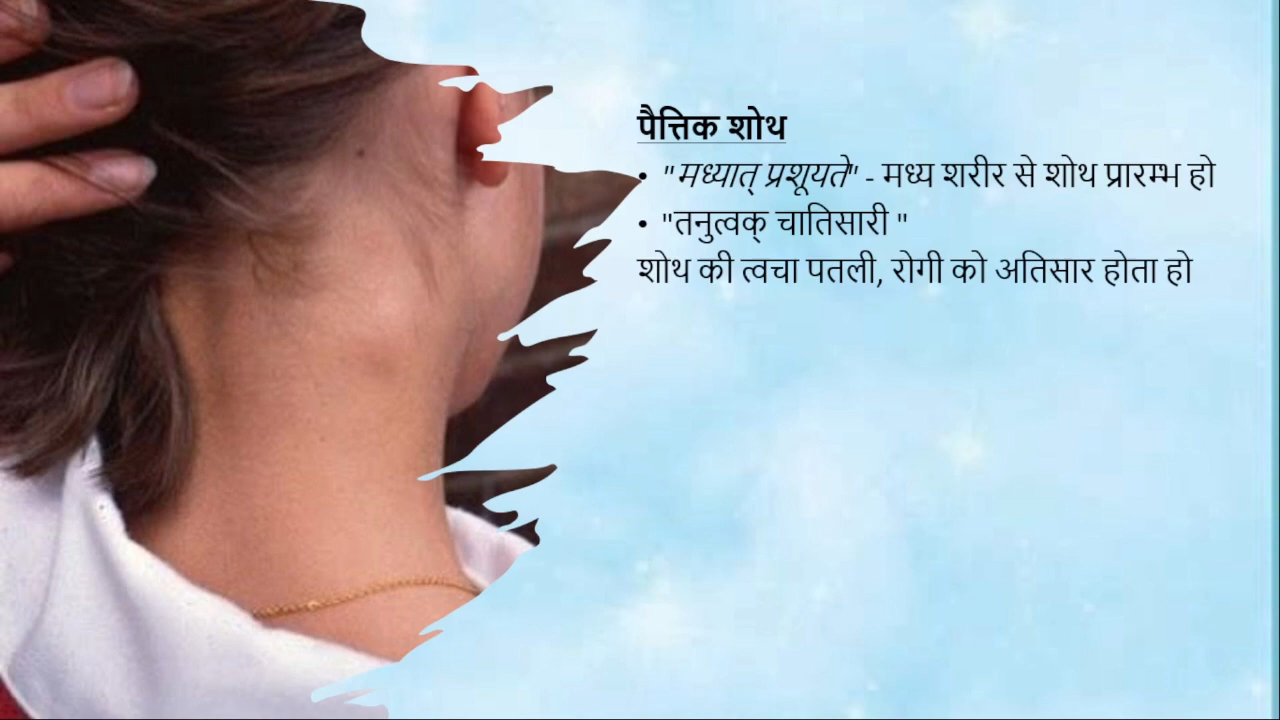 पैत्तिक शोथ
• "मध्यात् प्रशूयते" - मध्य शरीर से शोथ प्रारम्भ हो
• "तनुत्वक् चातिसारी "
शोथ की त्वचा पतली, रोगी को अतिसार होता हो